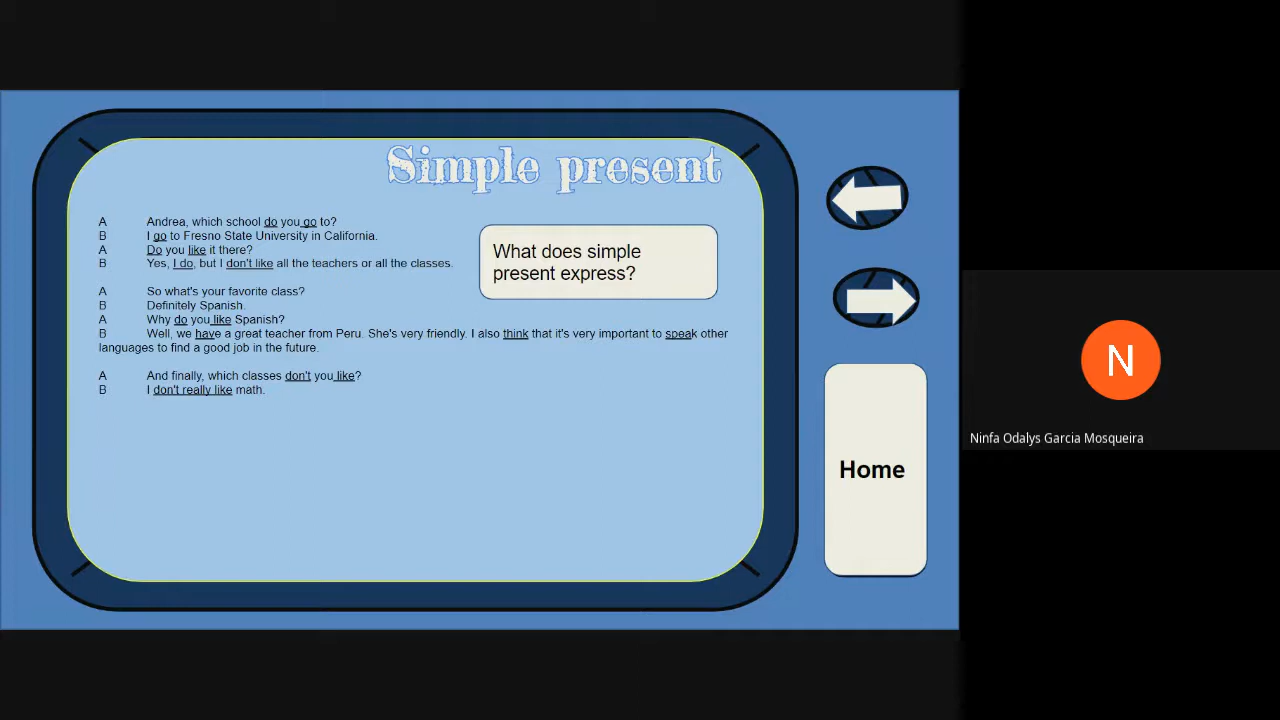 Simple present
A Andrea, which school do you go to?
B I go to Fresno State University in California.
A Do you like it there?
B Yes, I do, but I don't like all the teachers or all the classes.
What does simple
present express?
A So what's your favorite class?
B Definitely Spanish.
A Why do you like Spanish?
B Well, we have a great teacher from Peru. She's very friendly. I also think that it's very important to speak other
languages to find a good job in the future.
A And finally, which classes don't you like?
B I don't really like math.
Home
N
Ninfa Odalys Garcia Mosqueira